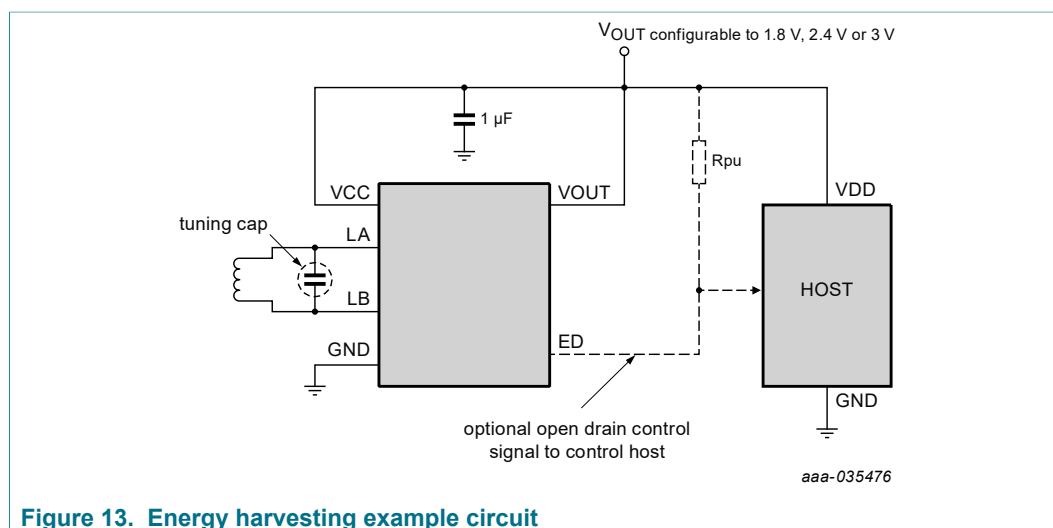 VOUT configurable to 1.8 V, 2.4 V or 3 V
1 µF
Rpu
VCC
VOUT
VDD
tuning cap
LA
LB
HOST
GND
ED
GND
optional open drain control
signal to control host
aaa-035476
Figure 13. Energy harvesting example circuit